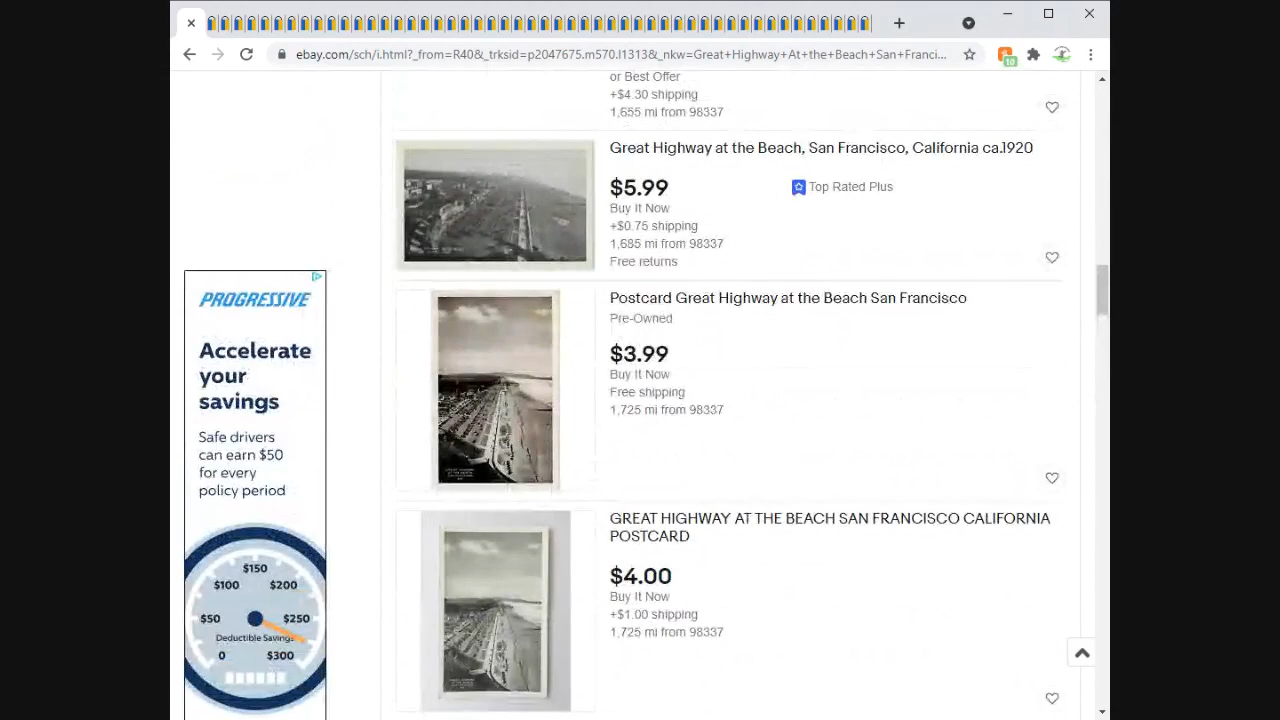 ebay.com/sch/i.html?_from=R40&_trksid=p2047675.m570.l1313&_nkw=Great+Highway+At+the+Beach+San+Franci...
10
or Best Offer
+$4.30 shipping
1,655 mi from 98337
Great Highway at the Beach, San Francisco, California ca.1920
$5.99
Top Rated Plus
Buy It Now
+$0.75 shipping
1,685 mi from 98337
Free returns
Postcard Great Highway at the Beach San Francisco
Pre-Owned
$3.99
Buy It Now
Free shipping
1,725 mi from 98337
GREAT HIGHWAY AT THE BEACH SAN FRANCISCO CALIFORNIA
POSTCARD
$4.00
Buy It Now
+$1.00 shipping
1,725 mi from 98337
PROGRESSIVE
Accelerate
your
savings
Safe drivers
can earn $50
for every
policy period
$150
$100 $200
$50 $250
Deductible Savings
0 $300